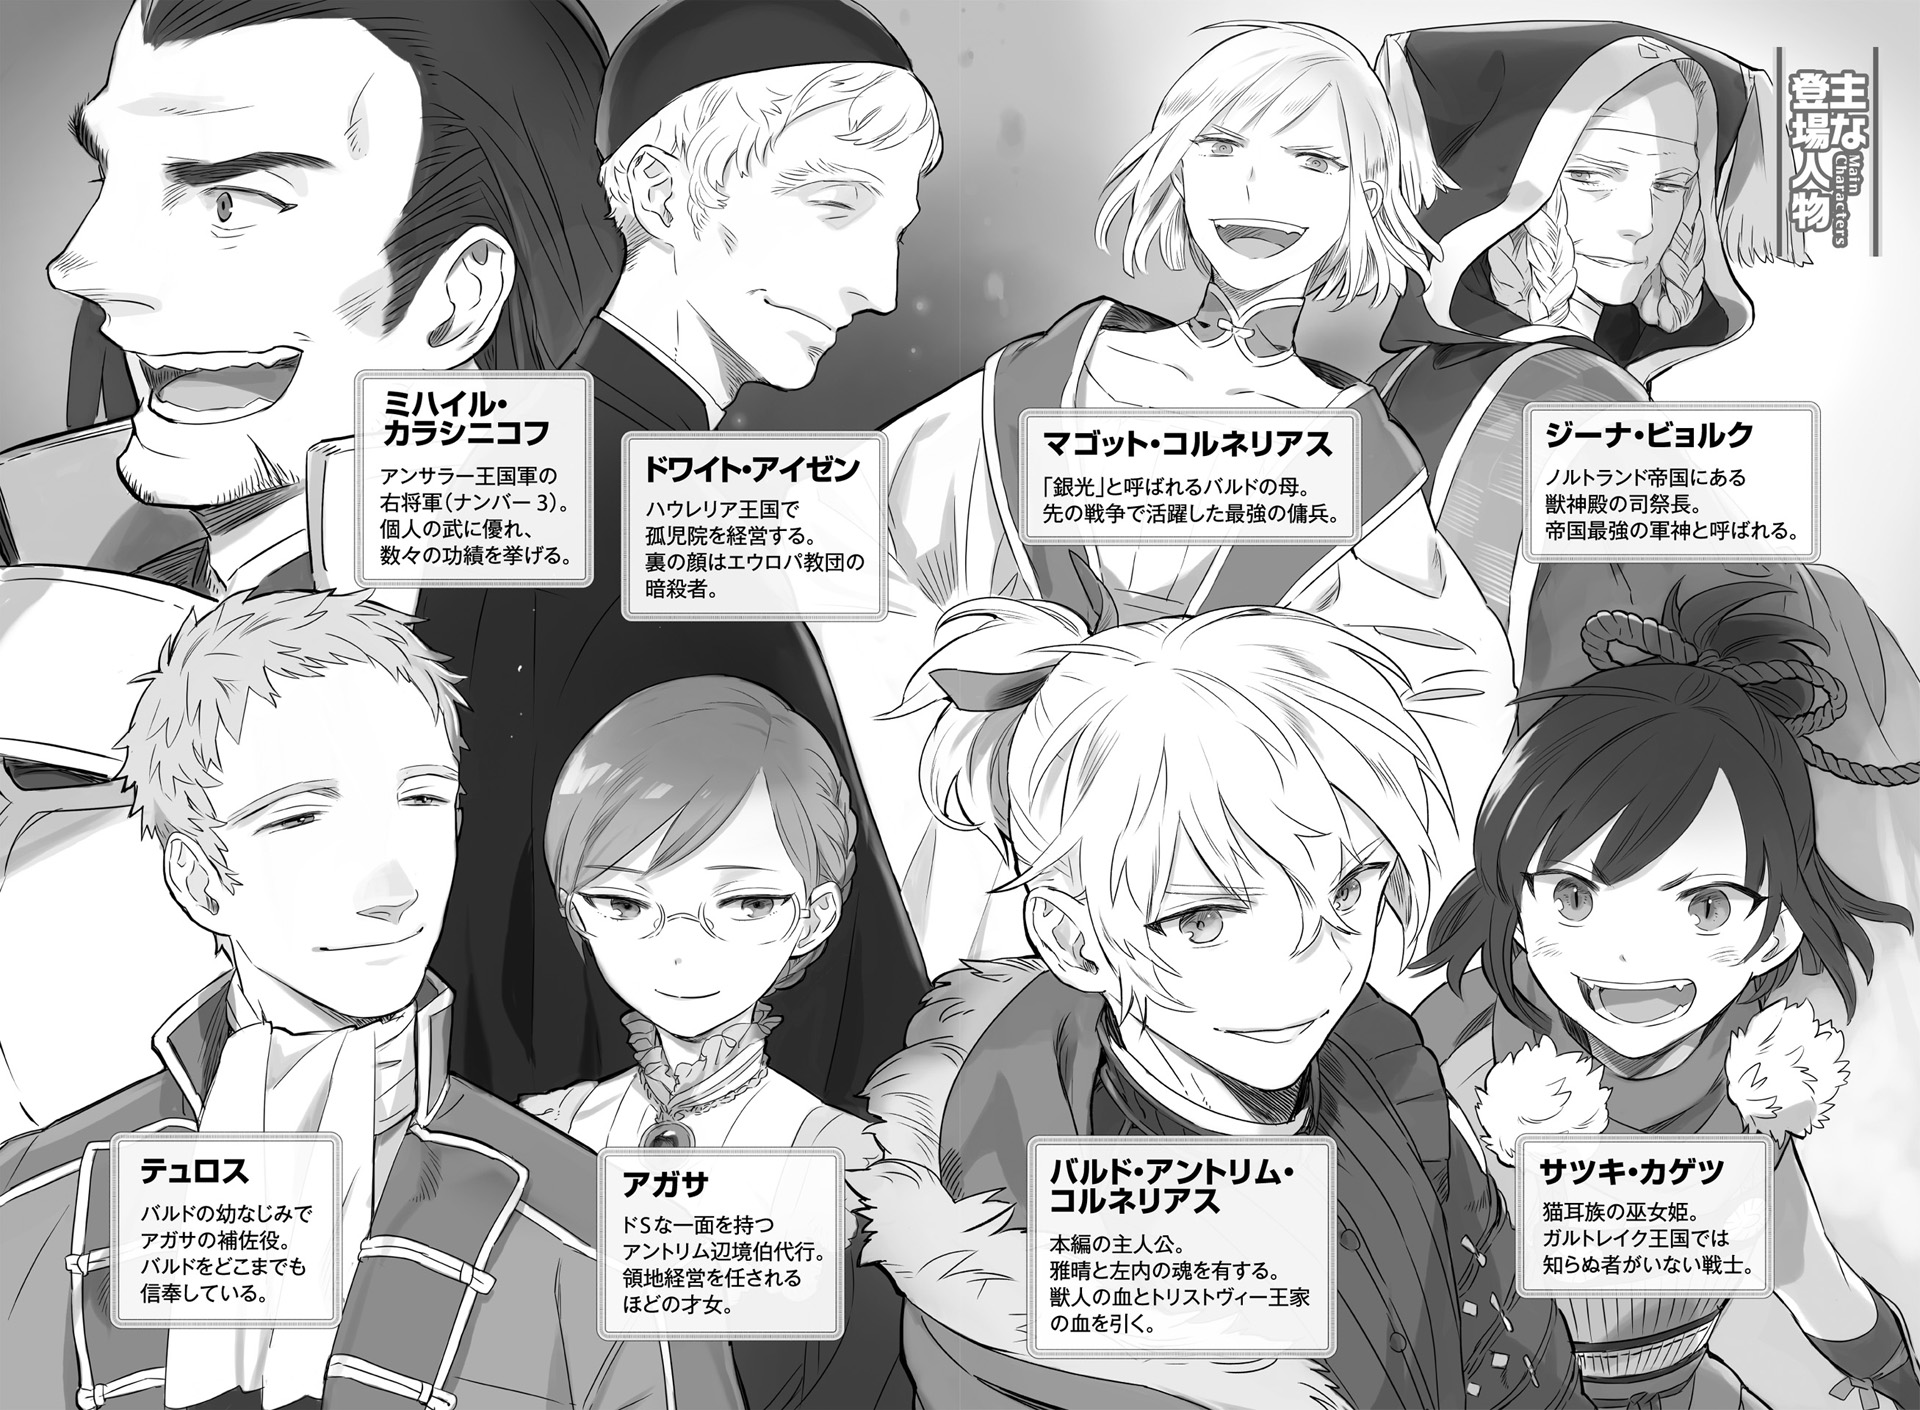 主な
登場人物
Main
Characters
ジーナ・ビョルク
ノルトランド帝国にある
獣神殿の司祭長。
帝国最強の軍神と呼ばれる。
マゴット・コルネリアス
「銀光」と呼ばれるバルドの母。
先の戦争で活躍した最強の傭兵。
ドワイト・アイゼン
ハウレリア王国で
孤児院を経営する。
裏の顔はエウロパ教団の
暗殺者。
ミハイル・
カラシニコフ
アンサラー王国軍の
右将軍(ナンバー3)。
個人の武に優れ、
数々の功績を挙げる。
サツキ・カゲツ
猫耳族の巫女姫。
ガルトレイク王国では
知らぬ者がいない戦士。
バルド・アントリム・
コルネリアス
本編の主人公。
雅晴と左内の魂を有する。
獣人の血とトリストヴィー王家
の血を引く。
アガサ
ドSな一面を持つ
アントリム辺境伯代行。
領地経営を任される
ほどの才女。
テュロス
バルドの幼なじみで
アガサの補佐役。
バルドをどこまでも
信奉している。